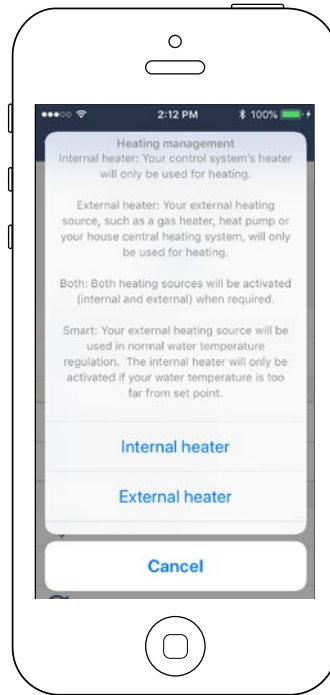 2:12 PM
100%
Heating management
Internal heater: Your control system's heater
will only be used for heating.
External heater: Your external heating
source, such as a gas heater, heat pump or
your house central heating system, will only
be used for heating.
Both: Both heating sources will be activated
(internal and external) when required.
Smart: Your external heating source will be
used in normal water temperature
regulation. The internal heater will only be
activated if your water temperature is too
far from set point.
Internal heater
External heater
Cancel